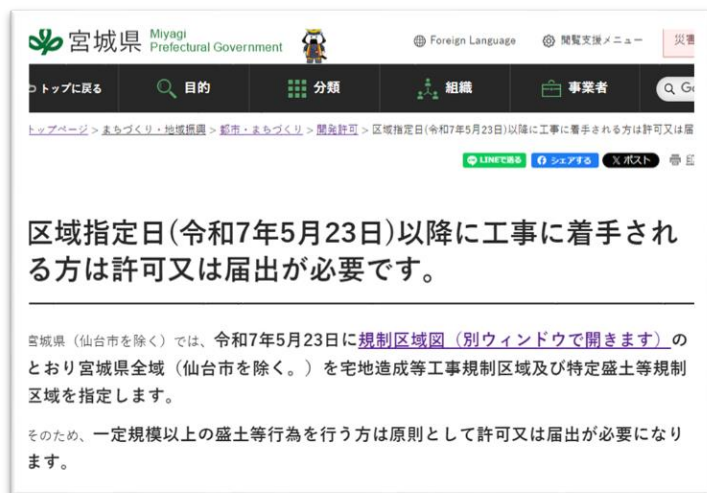 宮城県 Miyagi Prefectural Government
Foreign Language
閲覧支援メニュー
災害
トップに戻る
目的
分類
組織
事業者
トップページ > まちづくり・地域振興 > 都市・まちづくり > 開発許可 > 区域指定日(令和7年5月23日)以降に工事に着手される方は許可又は届
LINEで送る
シェアする
ポスト
区域指定日(令和7年5月23日)以降に工事に着手され
る方は許可又は届出が必要です。
宮城県（仙台市を除く）では、令和7年5月23日に規制区域図（別ウィンドウで開きます）の
とおり宮城県全域（仙台市を除く。）を宅地造成等工事規制区域及び特定盛土等規制
区域を指定します。
そのため、一定規模以上の盛土等行為を行う方は原則として許可又は届出が必要になり
ます。